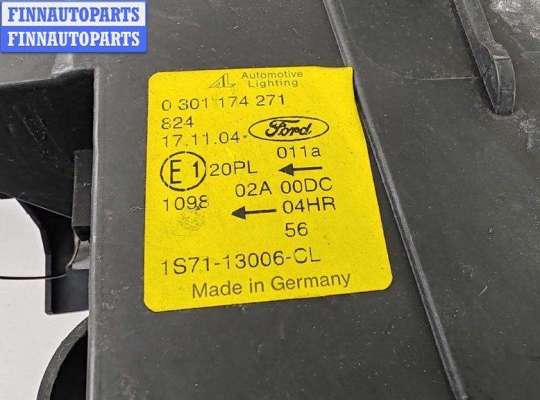 FINNAUTOPARTS
FINNAUTOPARTS
AL Automotive
Lighting
0 301 174 271
824
17.11.04
Ford
011a
E1 20PL
02A 00DC
1098
04HR
56
1S71-13006-CL
Made in Germany